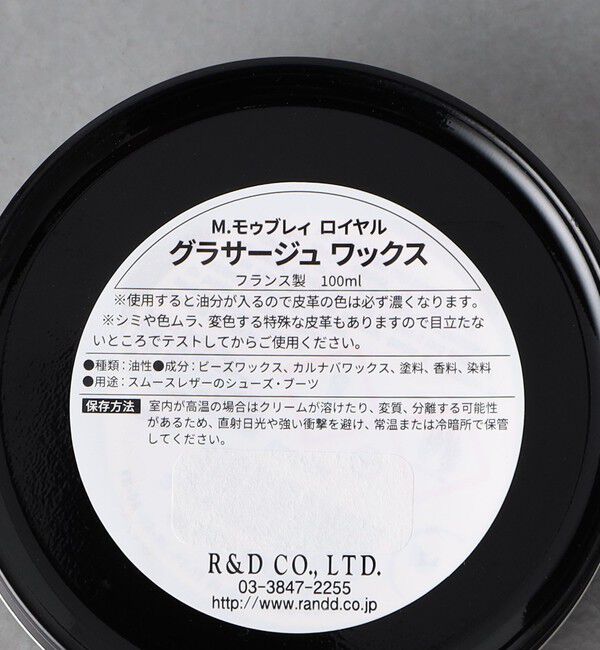 M.モゥブレィ ロイヤル
グラサージュ ワックス
フランス製 100ml
※使用すると油分が入るので皮革の色は必ず濃くなります。
※シミや色ムラ、変色する特殊な皮革もありますので目立たな
いところでテストしてからご使用ください。
●種類：油性●成分：ビーズワックス、カルナバワックス、塗料、香料、染料
●用途：スムースレザーのシューズ・ブーツ
保存方法 室内が高温の場合はクリームが溶けたり、変質、分離する可能性
があるため、直射日光や強い衝撃を避け、常温または冷暗所で保管
してください。
R&D CO., LTD.
03-3847-2255
http://www.randd.co.jp